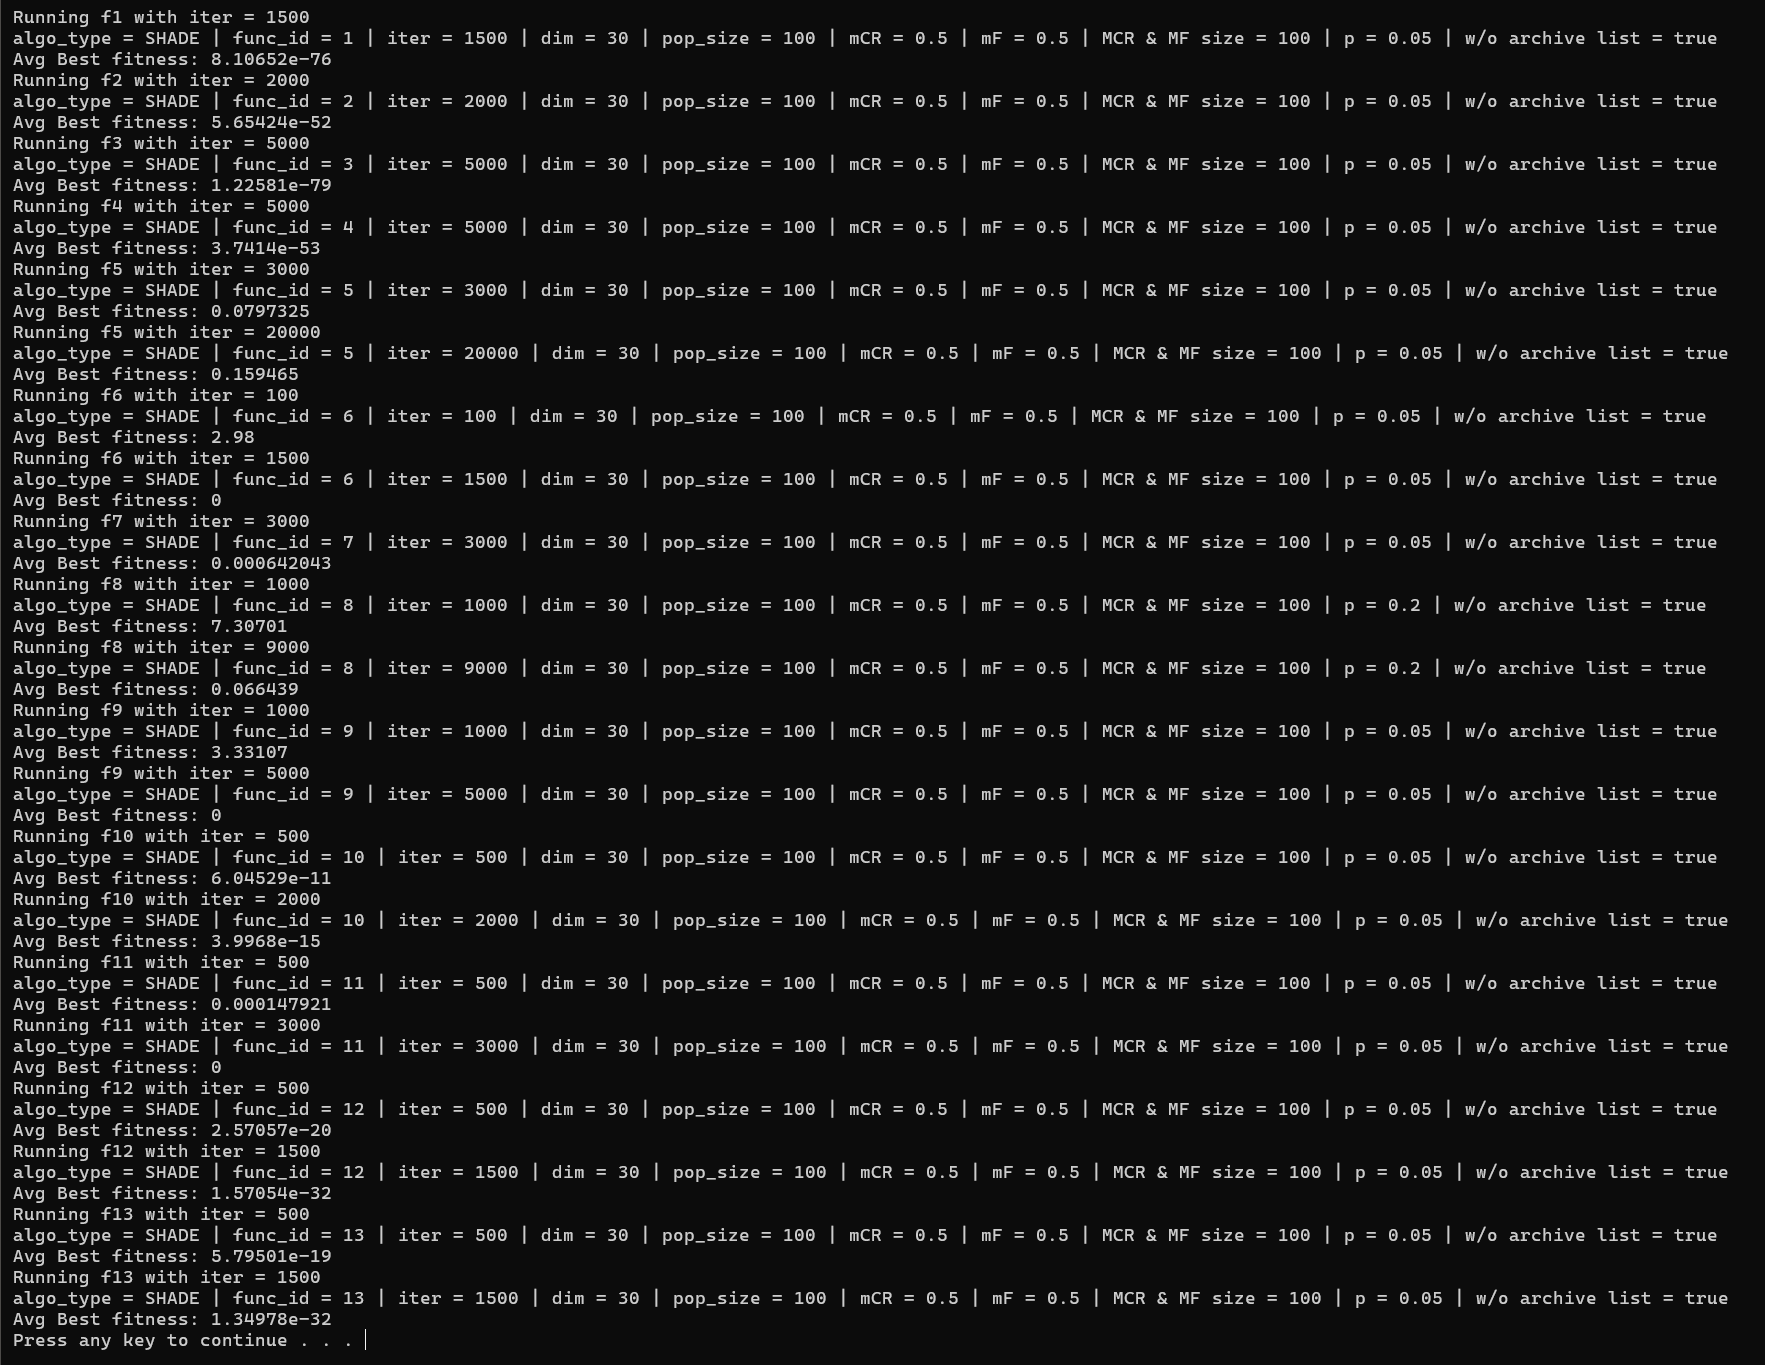 Running f1 with iter = 1500
algo_type = SHADE | func_id = 1 | iter = 1500 | dim = 30 | pop_size = 100 | mCR = 0.5 | mF = 0.5 | MCR & MF size = 100 | p = 0.05 | w/o archive list = true
Avg Best fitness: 8.10652e-76
Running f2 with iter = 2000
algo_type = SHADE | func_id = 2 | iter = 2000 | dim = 30 | pop_size = 100 | mCR = 0.5 | mF = 0.5 | MCR & MF size = 100 | p = 0.05 | w/o archive list = true
Avg Best fitness: 5.65424e-52
Running f3 with iter = 5000
algo_type = SHADE | func_id = 3 | iter = 5000 | dim = 30 | pop_size = 100 | mCR = 0.5 | mF = 0.5 | MCR & MF size = 100 | p = 0.05 | w/o archive list = true
Avg Best fitness: 1.22581e-79
Running f4 with iter = 5000
algo_type = SHADE | func_id = 4 | iter = 5000 | dim = 30 | pop_size = 100 | mCR = 0.5 | mF = 0.5 | MCR & MF size = 100 | p = 0.05 | w/o archive list = true
Avg Best fitness: 3.7414e-53
Running f5 with iter = 3000
algo_type = SHADE | func_id = 5 | iter = 3000 | dim = 30 | pop_size = 100 | mCR = 0.5 | mF = 0.5 | MCR & MF size = 100 | p = 0.05 | w/o archive list = true
Avg Best fitness: 0.0797325
Running f5 with iter = 20000
algo_type = SHADE | func_id = 5 | iter = 20000 | dim = 30 | pop_size = 100 | mCR = 0.5 | mF = 0.5 | MCR & MF size = 100 | p = 0.05 | w/o archive list = true
Avg Best fitness: 0.159465
Running f6 with iter = 100
algo_type = SHADE | func_id = 6 | iter = 100 | dim = 30 | pop_size = 100 | mCR = 0.5 | mF = 0.5 | MCR & MF size = 100 | p = 0.05 | w/o archive list = true
Avg Best fitness: 2.98
Running f6 with iter = 1500
algo_type = SHADE | func_id = 6 | iter = 1500 | dim = 30 | pop_size = 100 | mCR = 0.5 | mF = 0.5 | MCR & MF size = 100 | p = 0.05 | w/o archive list = true
Avg Best fitness: 0
Running f7 with iter = 3000
algo_type = SHADE | func_id = 7 | iter = 3000 | dim = 30 | pop_size = 100 | mCR = 0.5 | mF = 0.5 | MCR & MF size = 100 | p = 0.05 | w/o archive list = true
Avg Best fitness: 0.000642043
Running f8 with iter = 1000
algo_type = SHADE | func_id = 8 | iter = 1000 | dim = 30 | pop_size = 100 | mCR = 0.5 | mF = 0.5 | MCR & MF size = 100 | p = 0.2 | w/o archive list = true
Avg Best fitness: 7.30701
Running f8 with iter = 9000
algo_type = SHADE | func_id = 8 | iter = 9000 | dim = 30 | pop_size = 100 | mCR = 0.5 | mF = 0.5 | MCR & MF size = 100 | p = 0.2 | w/o archive list = true
Avg Best fitness: 0.066439
Running f9 with iter = 1000
algo_type = SHADE | func_id = 9 | iter = 1000 | dim = 30 | pop_size = 100 | mCR = 0.5 | mF = 0.5 | MCR & MF size = 100 | p = 0.05 | w/o archive list = true
Avg Best fitness: 3.33107
Running f9 with iter = 5000
algo_type = SHADE | func_id = 9 | iter = 5000 | dim = 30 | pop_size = 100 | mCR = 0.5 | mF = 0.5 | MCR & MF size = 100 | p = 0.05 | w/o archive list = true
Avg Best fitness: 0
Running f10 with iter = 500
algo_type = SHADE | func_id = 10 | iter = 500 | dim = 30 | pop_size = 100 | mCR = 0.5 | mF = 0.5 | MCR & MF size = 100 | p = 0.05 | w/o archive list = true
Avg Best fitness: 6.04529e-11
Running f10 with iter = 2000
algo_type = SHADE | func_id = 10 | iter = 2000 | dim = 30 | pop_size = 100 | mCR = 0.5 | mF = 0.5 | MCR & MF size = 100 | p = 0.05 | w/o archive list = true
Avg Best fitness: 3.9968e-15
Running f11 with iter = 500
algo_type = SHADE | func_id = 11 | iter = 500 | dim = 30 | pop_size = 100 | mCR = 0.5 | mF = 0.5 | MCR & MF size = 100 | p = 0.05 | w/o archive list = true
Avg Best fitness: 0.000147921
Running f11 with iter = 3000
algo_type = SHADE | func_id = 11 | iter = 3000 | dim = 30 | pop_size = 100 | mCR = 0.5 | mF = 0.5 | MCR & MF size = 100 | p = 0.05 | w/o archive list = true
Avg Best fitness: 0
Running f12 with iter = 500
algo_type = SHADE | func_id = 12 | iter = 500 | dim = 30 | pop_size = 100 | mCR = 0.5 | mF = 0.5 | MCR & MF size = 100 | p = 0.05 | w/o archive list = true
Avg Best fitness: 2.57057e-20
Running f12 with iter = 1500
algo_type = SHADE | func_id = 12 | iter = 1500 | dim = 30 | pop_size = 100 | mCR = 0.5 | mF = 0.5 | MCR & MF size = 100 | p = 0.05 | w/o archive list = true
Avg Best fitness: 1.57054e-32
Running f13 with iter = 500
algo_type = SHADE | func_id = 13 | iter = 500 | dim = 30 | pop_size = 100 | mCR = 0.5 | mF = 0.5 | MCR & MF size = 100 | p = 0.05 | w/o archive list = true
Avg Best fitness: 5.79501e-19
Running f13 with iter = 1500
algo_type = SHADE | func_id = 13 | iter = 1500 | dim = 30 | pop_size = 100 | mCR = 0.5 | mF = 0.5 | MCR & MF size = 100 | p = 0.05 | w/o archive list = true
Avg Best fitness: 1.34978e-32
Press any key to continue . . .